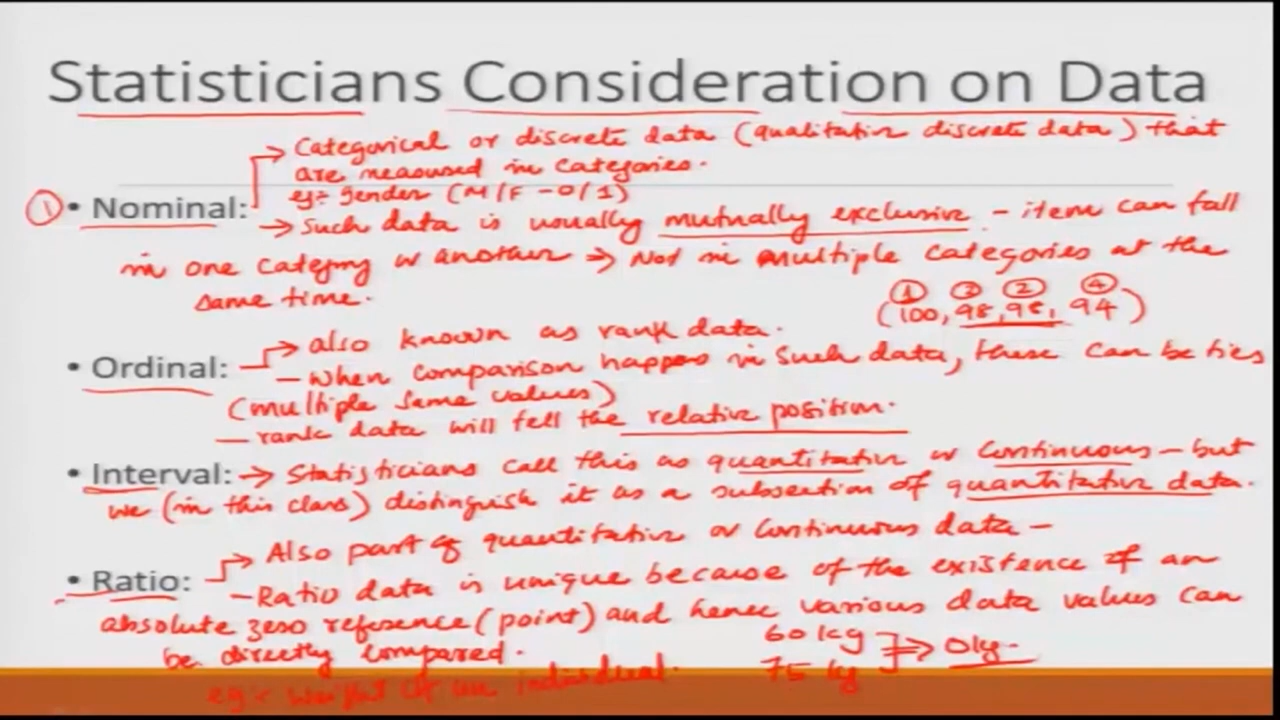 Statisticians Consideration on Data
→ Categorical or discrete data (qualitative discrete data) that
are measured in categories.
eg:- gender (M/F - 0/1)
① • Nominal:
→ Such data is usually mutually exclusive - item can fall
in one category or another → Not in multiple categories at the
same time.
① ③ ② ④
(100, 98, 98, 94)
→ also known as rank data.
• Ordinal:
- When comparison happens in such data, there can be ties
(multiple same values)
- rank data will tell the relative position.
• Interval: → Statisticians call this as quantitative or Continuous - but
we (in this class) distinguish it as a subsection of quantitative data.
→ Also part of quantitative or Continuous data -
• Ratio:
- Ratio data is unique because of the existence of an
absolute zero reference (point) and hence various data values can
be directly compared.
60 kg
75 kg
⇒ 0kg.
eg:- weight of an individual.